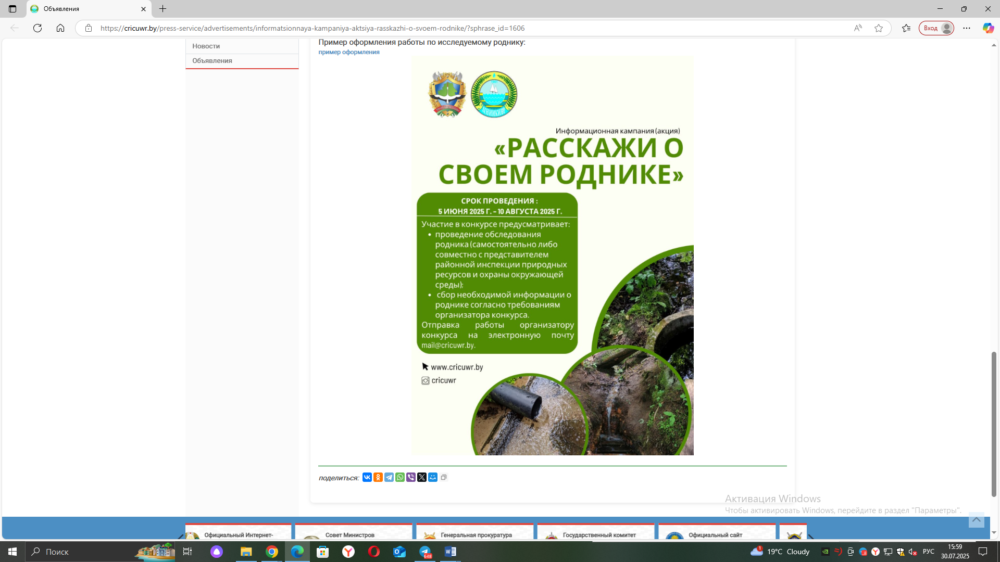 Объявления
https://cricuwr.by/press-service/advertisements/informatsionnaya-kampaniya-aktsiya-rasskazhi-o-svoem-rodnike/?sphrase_id=1606
Вход
Новости
Объявления
Пример оформления работы по исследуемому роднику:
пример оформления
ЦНИИКИВР
Информационная кампания (акция)
«РАССКАЖИ О
СВОЕМ РОДНИКЕ»
СРОК ПРОВЕДЕНИЯ :
5 ИЮНЯ 2025 Г. – 10 АВГУСТА 2025 Г.
Участие в конкурсе предусматривает:
• проведение обследования
родника (самостоятельно либо
совместно с представителем
районной инспекции природных
ресурсов и охраны окружающей
среды);
• сбор необходимой информации о
роднике согласно требованиям
организатора конкурса.
Отправка работы организатору
конкурса на электронную почту
mail@cricuwr.by.
www.cricuwr.by
cricuwr
поделиться:
Активация Windows
Чтобы активировать Windows, перейдите в раздел "Параметры".
Официальный Интернет-
Совет Министров
Генеральная прокуратура
Государственный комитет
Официальный сайт
Поиск
648
1
19°C Cloudy
РУС
15:59
30.07.2025